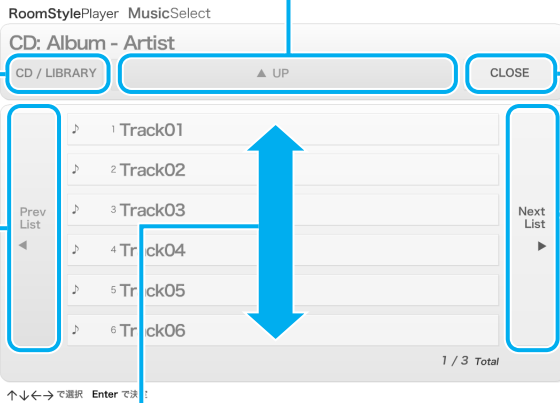 RoomStylePlayer MusicSelect
CD: Album - Artist
CD / LIBRARY
▲ UP
CLOSE
Prev
List
◀
♪ 1 Track01
♪ 2 Track02
♪ 3 Track03
♪ 4 Track04
♪ 5 Track05
♪ 6 Track06
Next
List
▶
1 / 3 Total
↑↓←→ で選択 Enter で決定